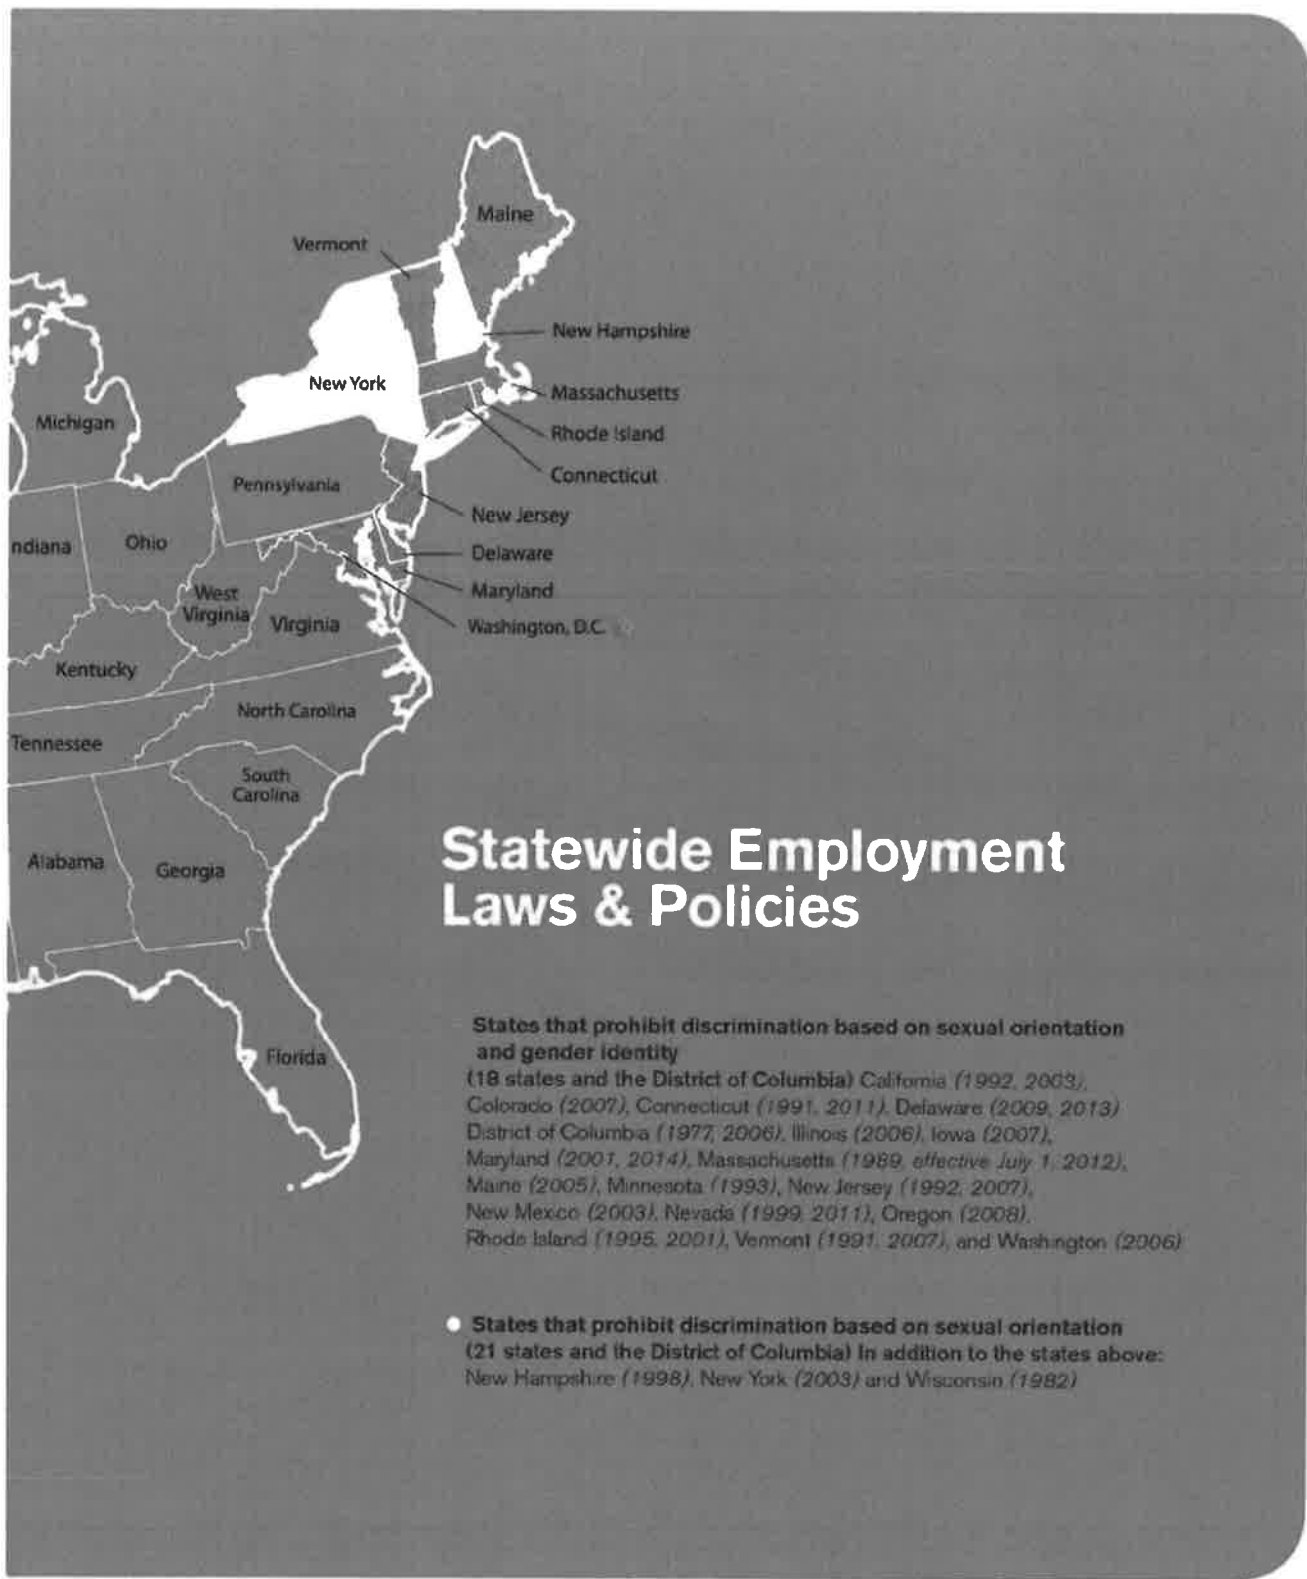 Maine
Vermont
New Hampshire
New York
Massachusetts
Michigan
Rhode Island
Connecticut
Pennsylvania
New Jersey
ndiana
Ohio
Delaware
Maryland
West
Virginia
Virginia
Washington, D.C.
Kentucky
North Carolina
Tennessee
South
Carolina
Alabama
Georgia
Florida
Statewide Employment
Laws & Policies
States that prohibit discrimination based on sexual orientation
and gender identity
(18 states and the District of Columbia) California (1992, 2003),
Colorado (2007), Connecticut (1991, 2011), Delaware (2009, 2013)
District of Columbia (1977, 2006), Illinois (2006), Iowa (2007),
Maryland (2001, 2014), Massachusetts (1989, effective July 1, 2012),
Maine (2005), Minnesota (1993), New Jersey (1992, 2007),
New Mexico (2003), Nevada (1999, 2011), Oregon (2008),
Rhode Island (1995, 2001), Vermont (1991, 2007), and Washington (2006)
States that prohibit discrimination based on sexual orientation
(21 states and the District of Columbia) In addition to the states above:
New Hampshire (1998), New York (2003) and Wisconsin (1982)